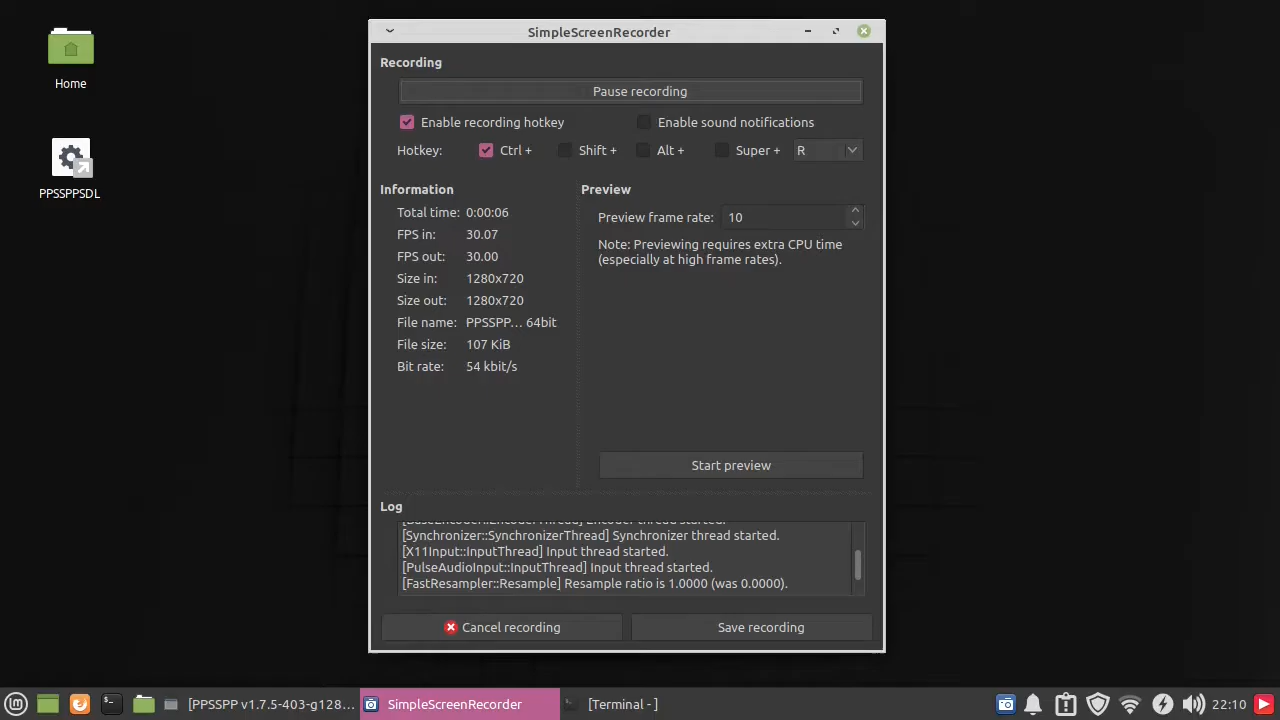 SimpleScreenRecorder
Home
PPSSPPSDL
Recording
Pause recording
Enable recording hotkey
Enable sound notifications
Hotkey: Ctrl + Shift + Alt + Super + R
Information
Total time: 0:00:06
FPS in: 30.07
FPS out: 30.00
Size in: 1280x720
Size out: 1280x720
File name: PPSSPP... 64bit
File size: 107 KiB
Bit rate: 54 kbit/s
Preview
Preview frame rate: 10
Note: Previewing requires extra CPU time
(especially at high frame rates).
Start preview
Log
[BaseEncoder::EncoderThread] Encoder thread started.
[Synchronizer::SynchronizerThread] Synchronizer thread started.
[X11Input::InputThread] Input thread started.
[PulseAudioInput::InputThread] Input thread started.
[FastResampler::Resample] Resample ratio is 1.0000 (was 0.0000).
Cancel recording
Save recording
[PPSSPP v1.7.5-403-g128...
SimpleScreenRecorder
[Terminal - ]
22:10